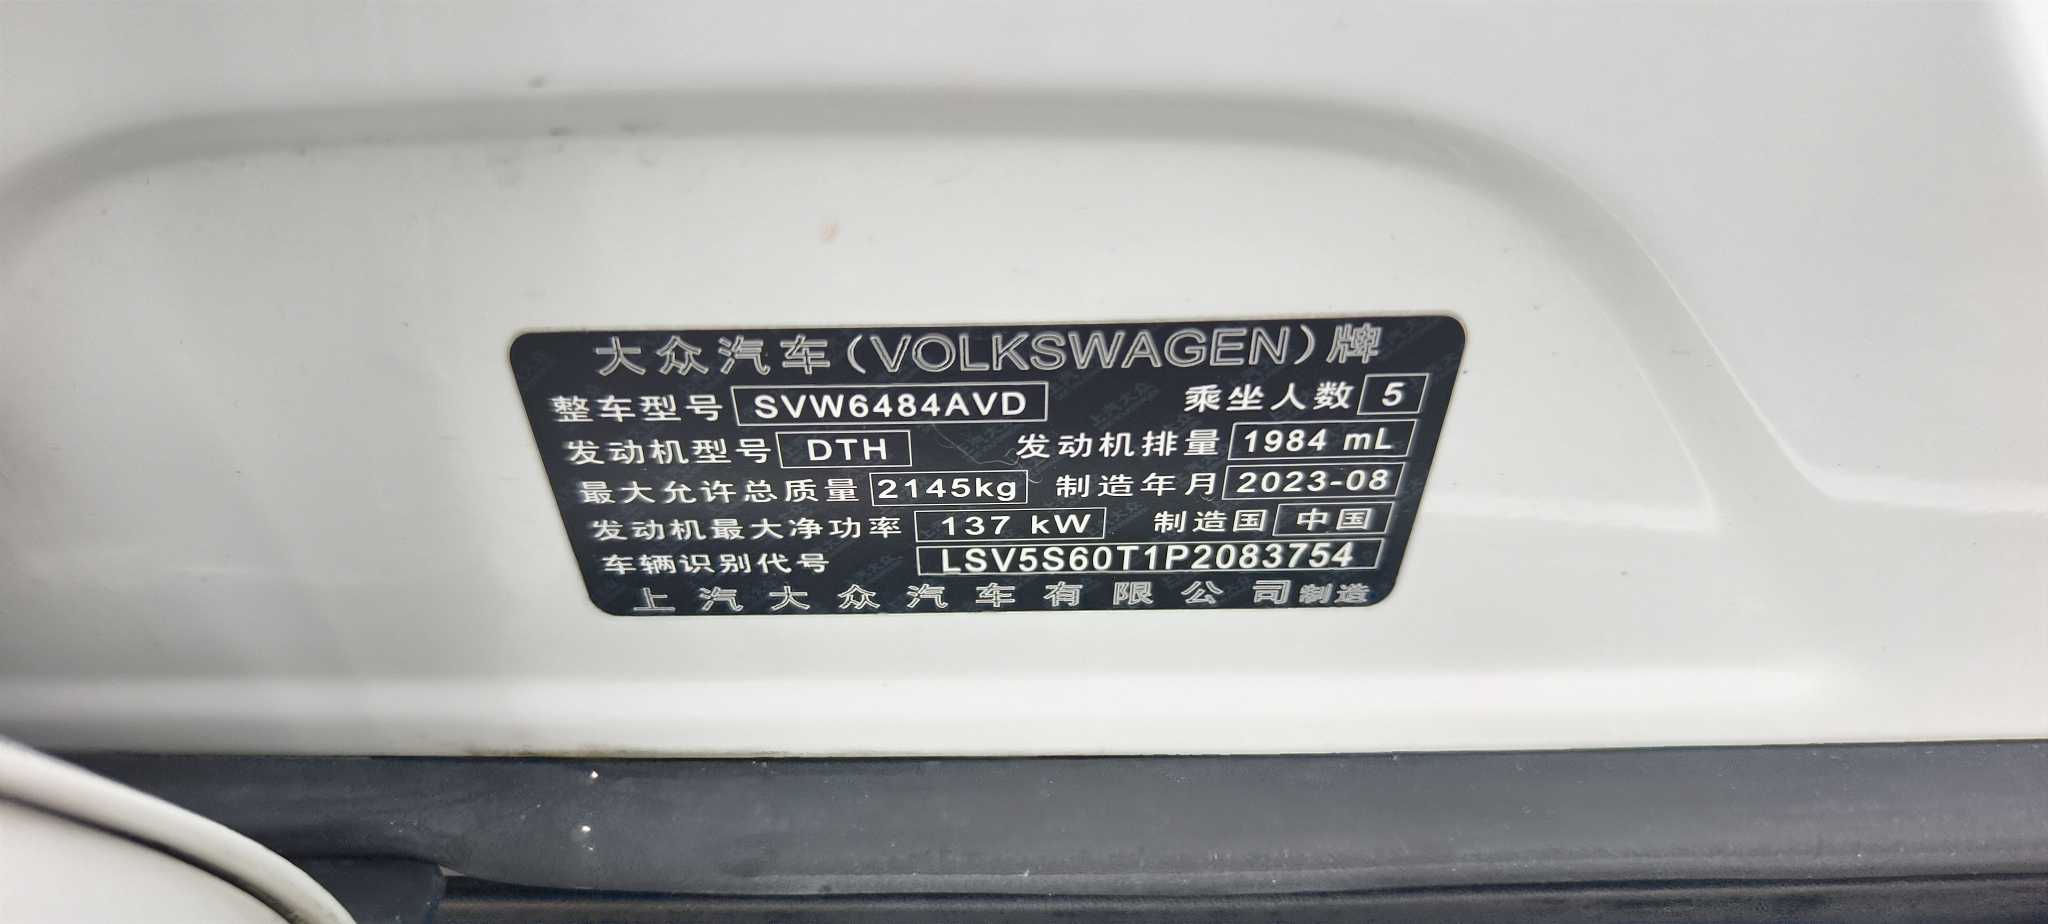 大众汽车(VOLKSWAGEN)牌
整车型号 SVW6484AVD 乘坐人数 5
发动机型号 DTH 发动机排量 1984 mL
最大允许总质量 2145kg 制造年月 2023-08
发动机最大净功率 137 kW 制造国 中国
车辆识别代号 LSV5S60T1P2083754
上汽大众汽车有限公司制造